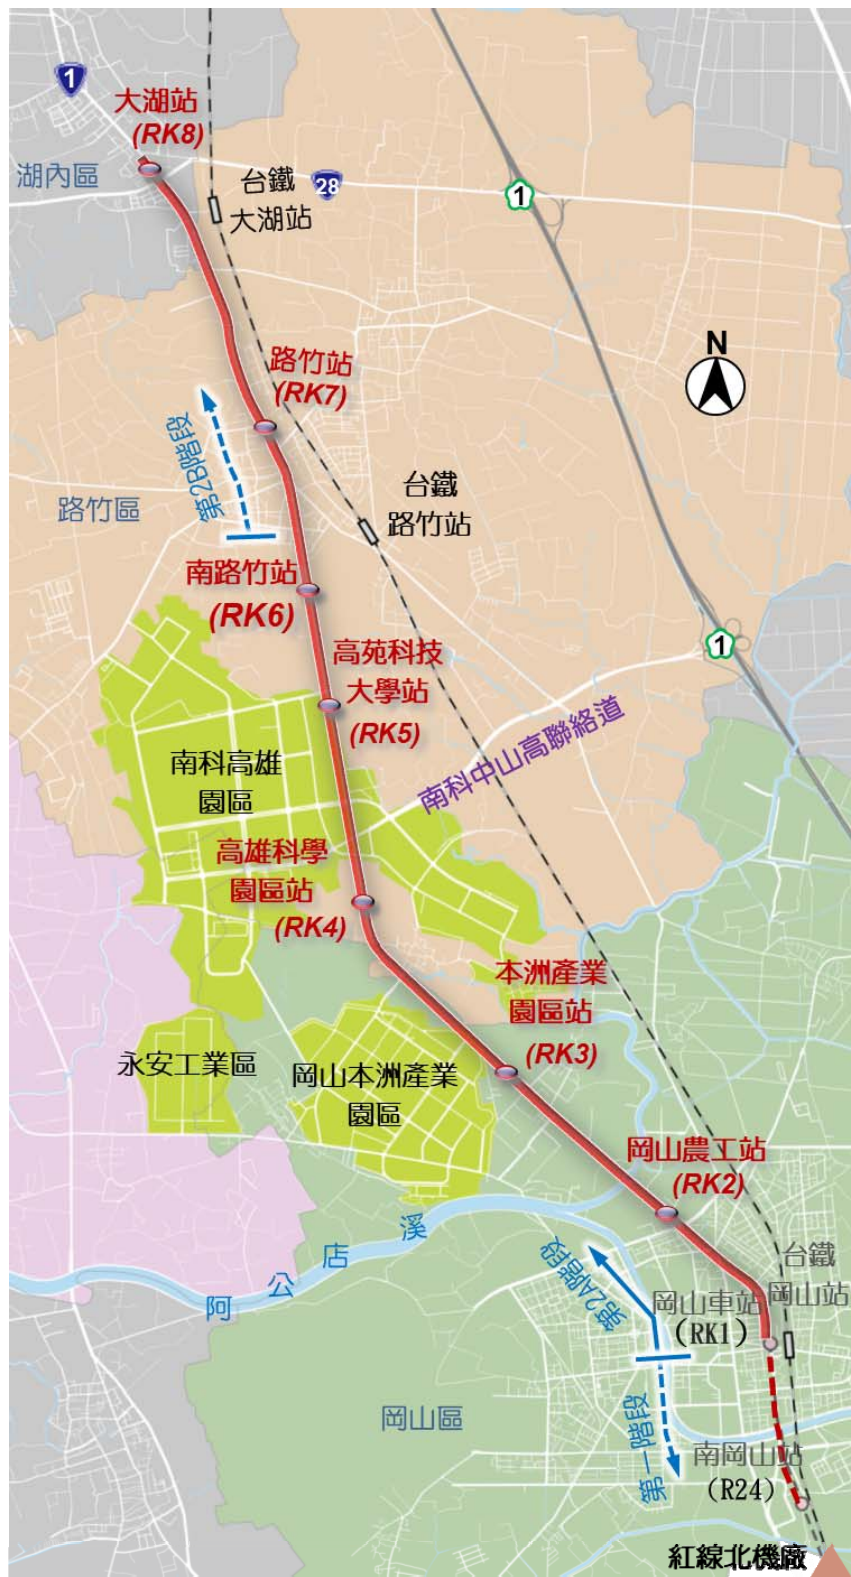 1
大湖站
(RK8)
湖內區
台鐵
大湖站
28
1
N
路竹站
(RK7)
第2B階段
路竹區
台鐵
路竹站
南路竹站
(RK6)
1
高苑科技
大學站
(RK5)
南科中山高聯絡道
南科高雄
園區
高雄科學
園區站
(RK4)
本洲產業
園區站
(RK3)
永安工業區
岡山本洲產業
園區
岡山農工站
(RK2)
阿公店溪
第2A階段
台鐵
岡山站
岡山車站
(RK1)
岡山區
第一階段
南岡山站
(R24)
紅線北機廠